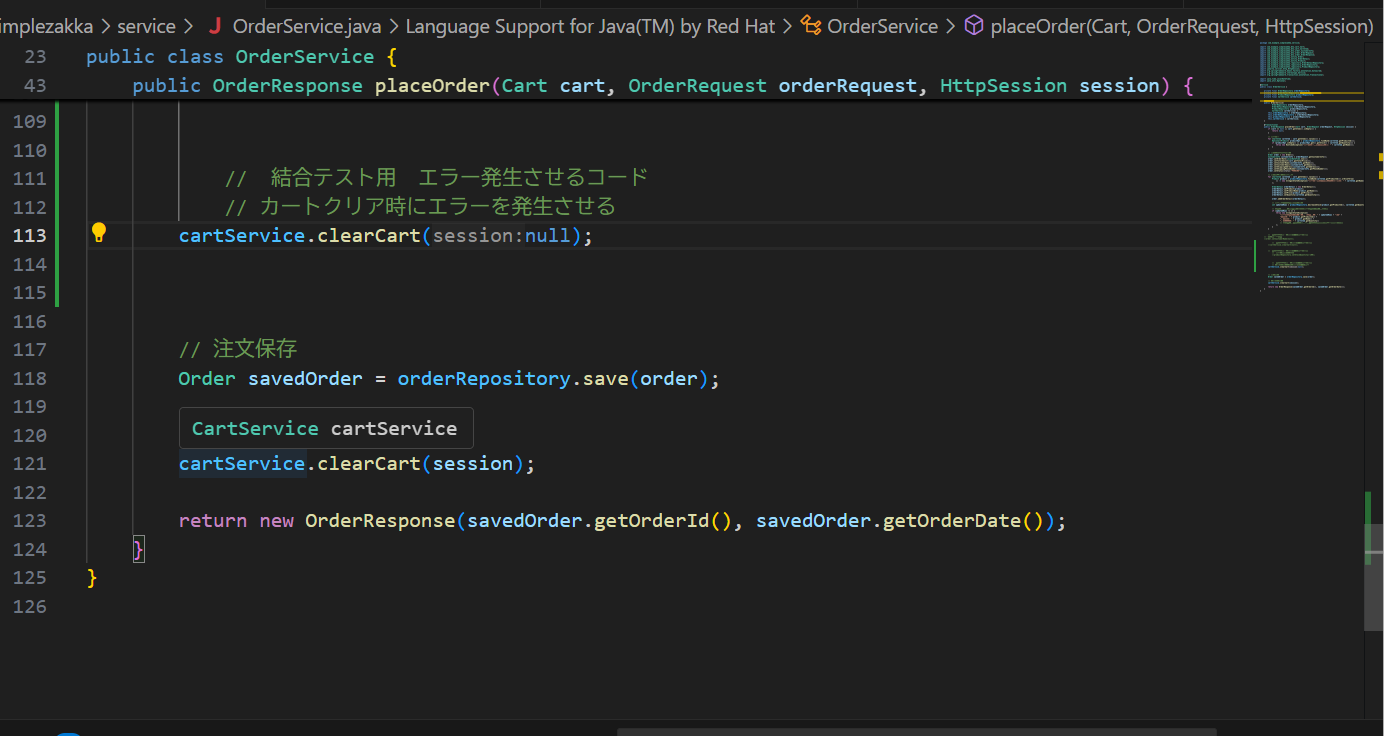 implezakka > service > J OrderService.java > Language Support for Java(TM) by Red Hat > OrderService > placeOrder(Cart, OrderRequest, HttpSession)
23 public class OrderService {
43 public OrderResponse placeOrder(Cart cart, OrderRequest orderRequest, HttpSession session) {
109
110
111 //　結合テスト用　エラー発生させるコード
112 // カートクリア時にエラーを発生させる
113 cartService.clearCart(session:null);
114
115
116
117 // 注文保存
118 Order savedOrder = orderRepository.save(order);
119
120 CartService cartService
121 cartService.clearCart(session);
122
123 return new OrderResponse(savedOrder.getOrderId(), savedOrder.getOrderDate());
124 }
125 }
126